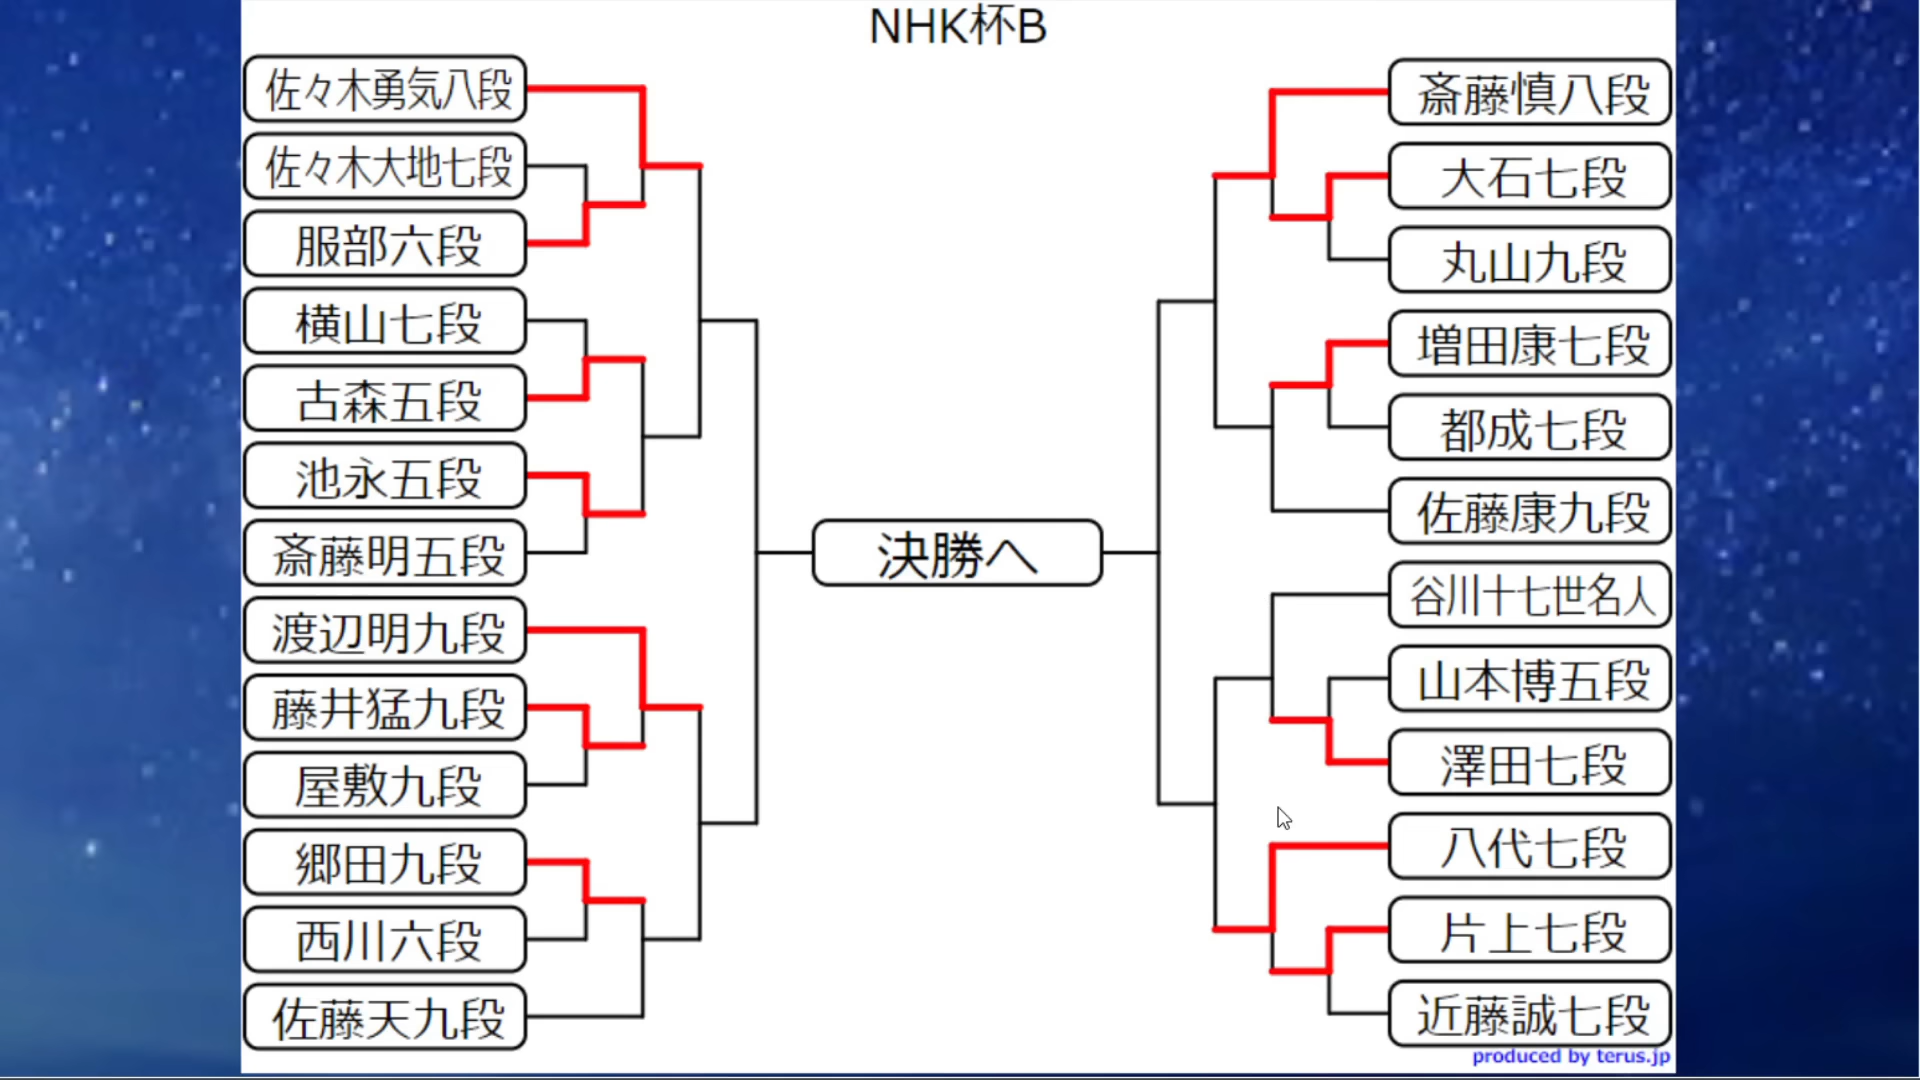 NHK杯B
佐々木勇気八段
佐々木大地七段
服部六段
横山七段
古森五段
池永五段
斎藤明五段
渡辺明九段
藤井猛九段
屋敷九段
郷田九段
西川六段
佐藤天九段
決勝へ
斎藤慎八段
大石七段
丸山九段
増田康七段
都成七段
佐藤康九段
谷川十七世名人
山本博五段
澤田七段
八代七段
片上七段
近藤誠七段
produced by terus.jp